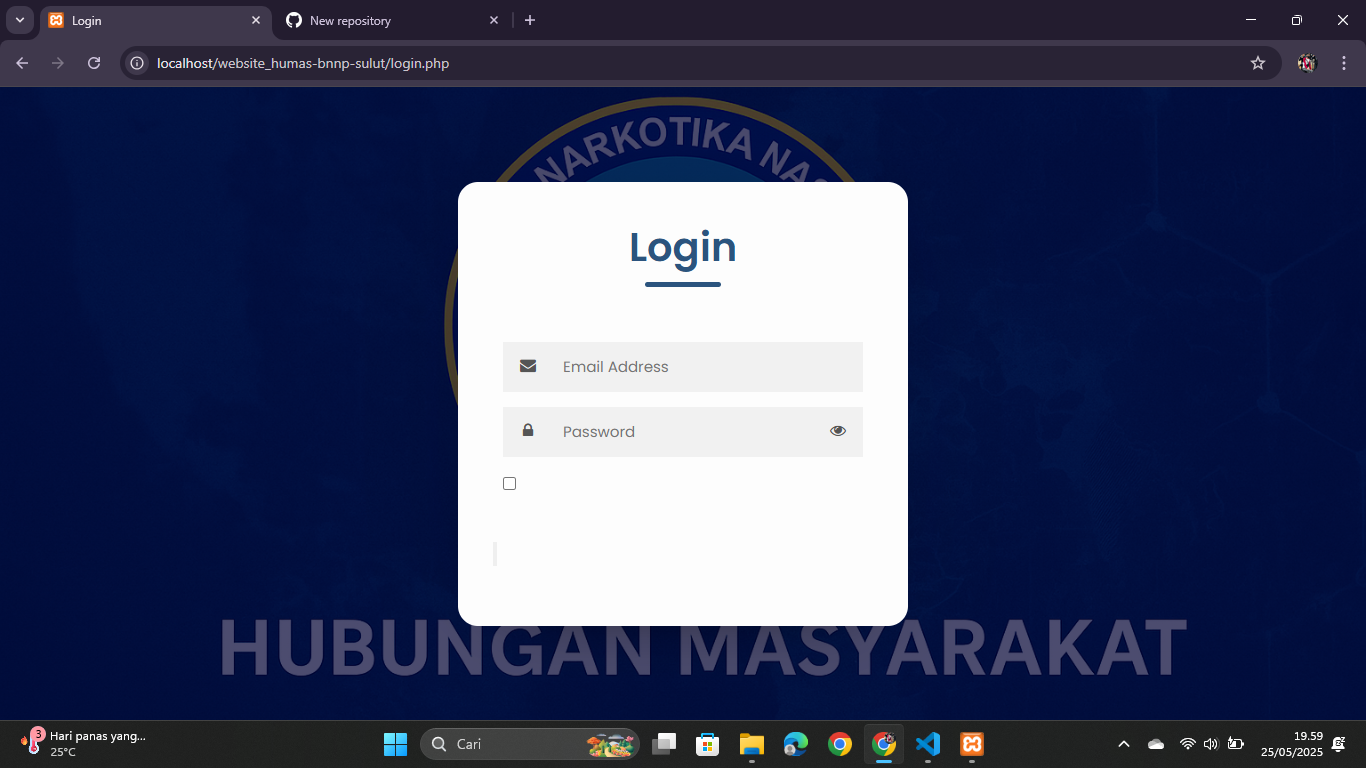 Login
New repository
localhost/website_humas-bnnp-sulut/login.php
NARKOTIKA NAS
Login
Email Address
Password
HUBUNGAN MASYARAKAT
3
Hari panas yang...
25°C
Cari
19.59
25/05/2025